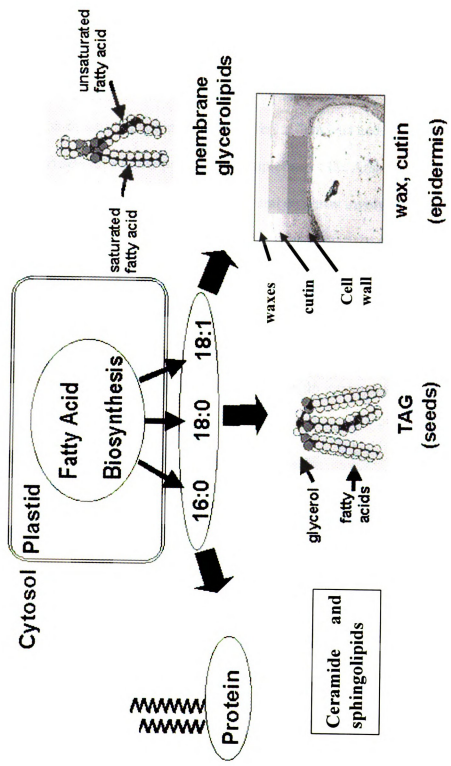 Cytosol
Plastid
Fatty Acid
Biosynthesis
16:0
18:0
18:1
saturated
fatty acid
unsaturated
fatty acid
membrane
glycerolipids
Protein
Ceramide and
sphingolipids
glycerol
fatty
acids
TAG
(seeds)
waxes
cutin
Cell
wall
wax, cutin
(epidermis)